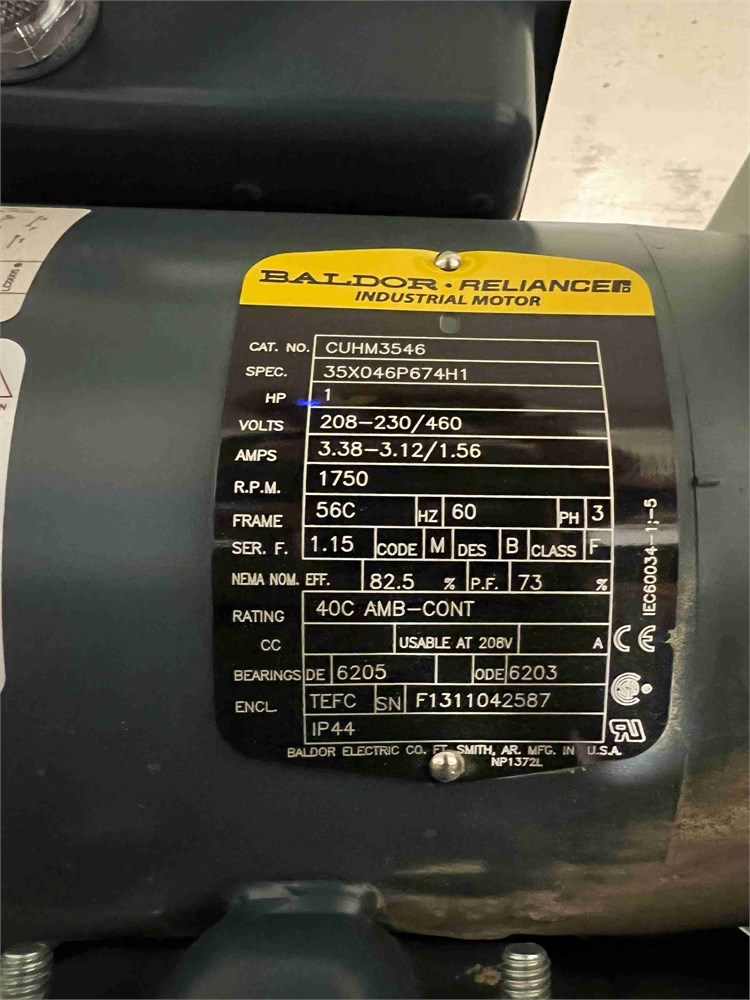 BALDOR · RELIANCE
INDUSTRIAL MOTOR
CAT. NO. CUHM3546
SPEC. 35X046P674H1
HP 1
VOLTS 208-230/460
AMPS 3.38-3.12/1.56
R.P.M. 1750
FRAME 56C HZ 60 PH 3
SER. F. 1.15 CODE M DES B CLASS F
NEMA NOM. EFF. 82.5 % P.F. 73 %
RATING 40C AMB-CONT
CC USABLE AT 208V A
BEARINGS DE 6205 ODE 6203
ENCL. TEFC SN F1311042587
IP44
BALDOR ELECTRIC CO. FT. SMITH, AR. MFG. IN U.S.A.
NP1372L
CE